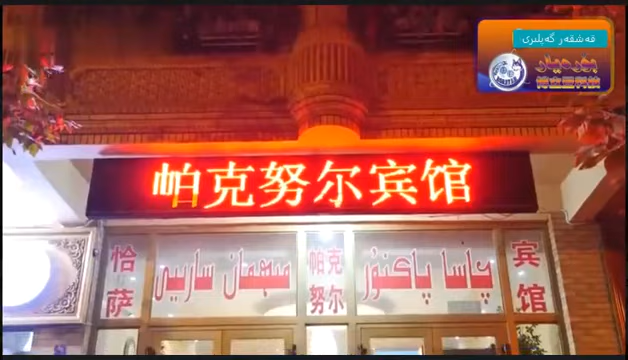 قەشقەر گەپلىرى
帕克努尔宾馆
恰萨 پاسا پاكنۇر 帕克努尔 مېھمان سارىيى 宾馆